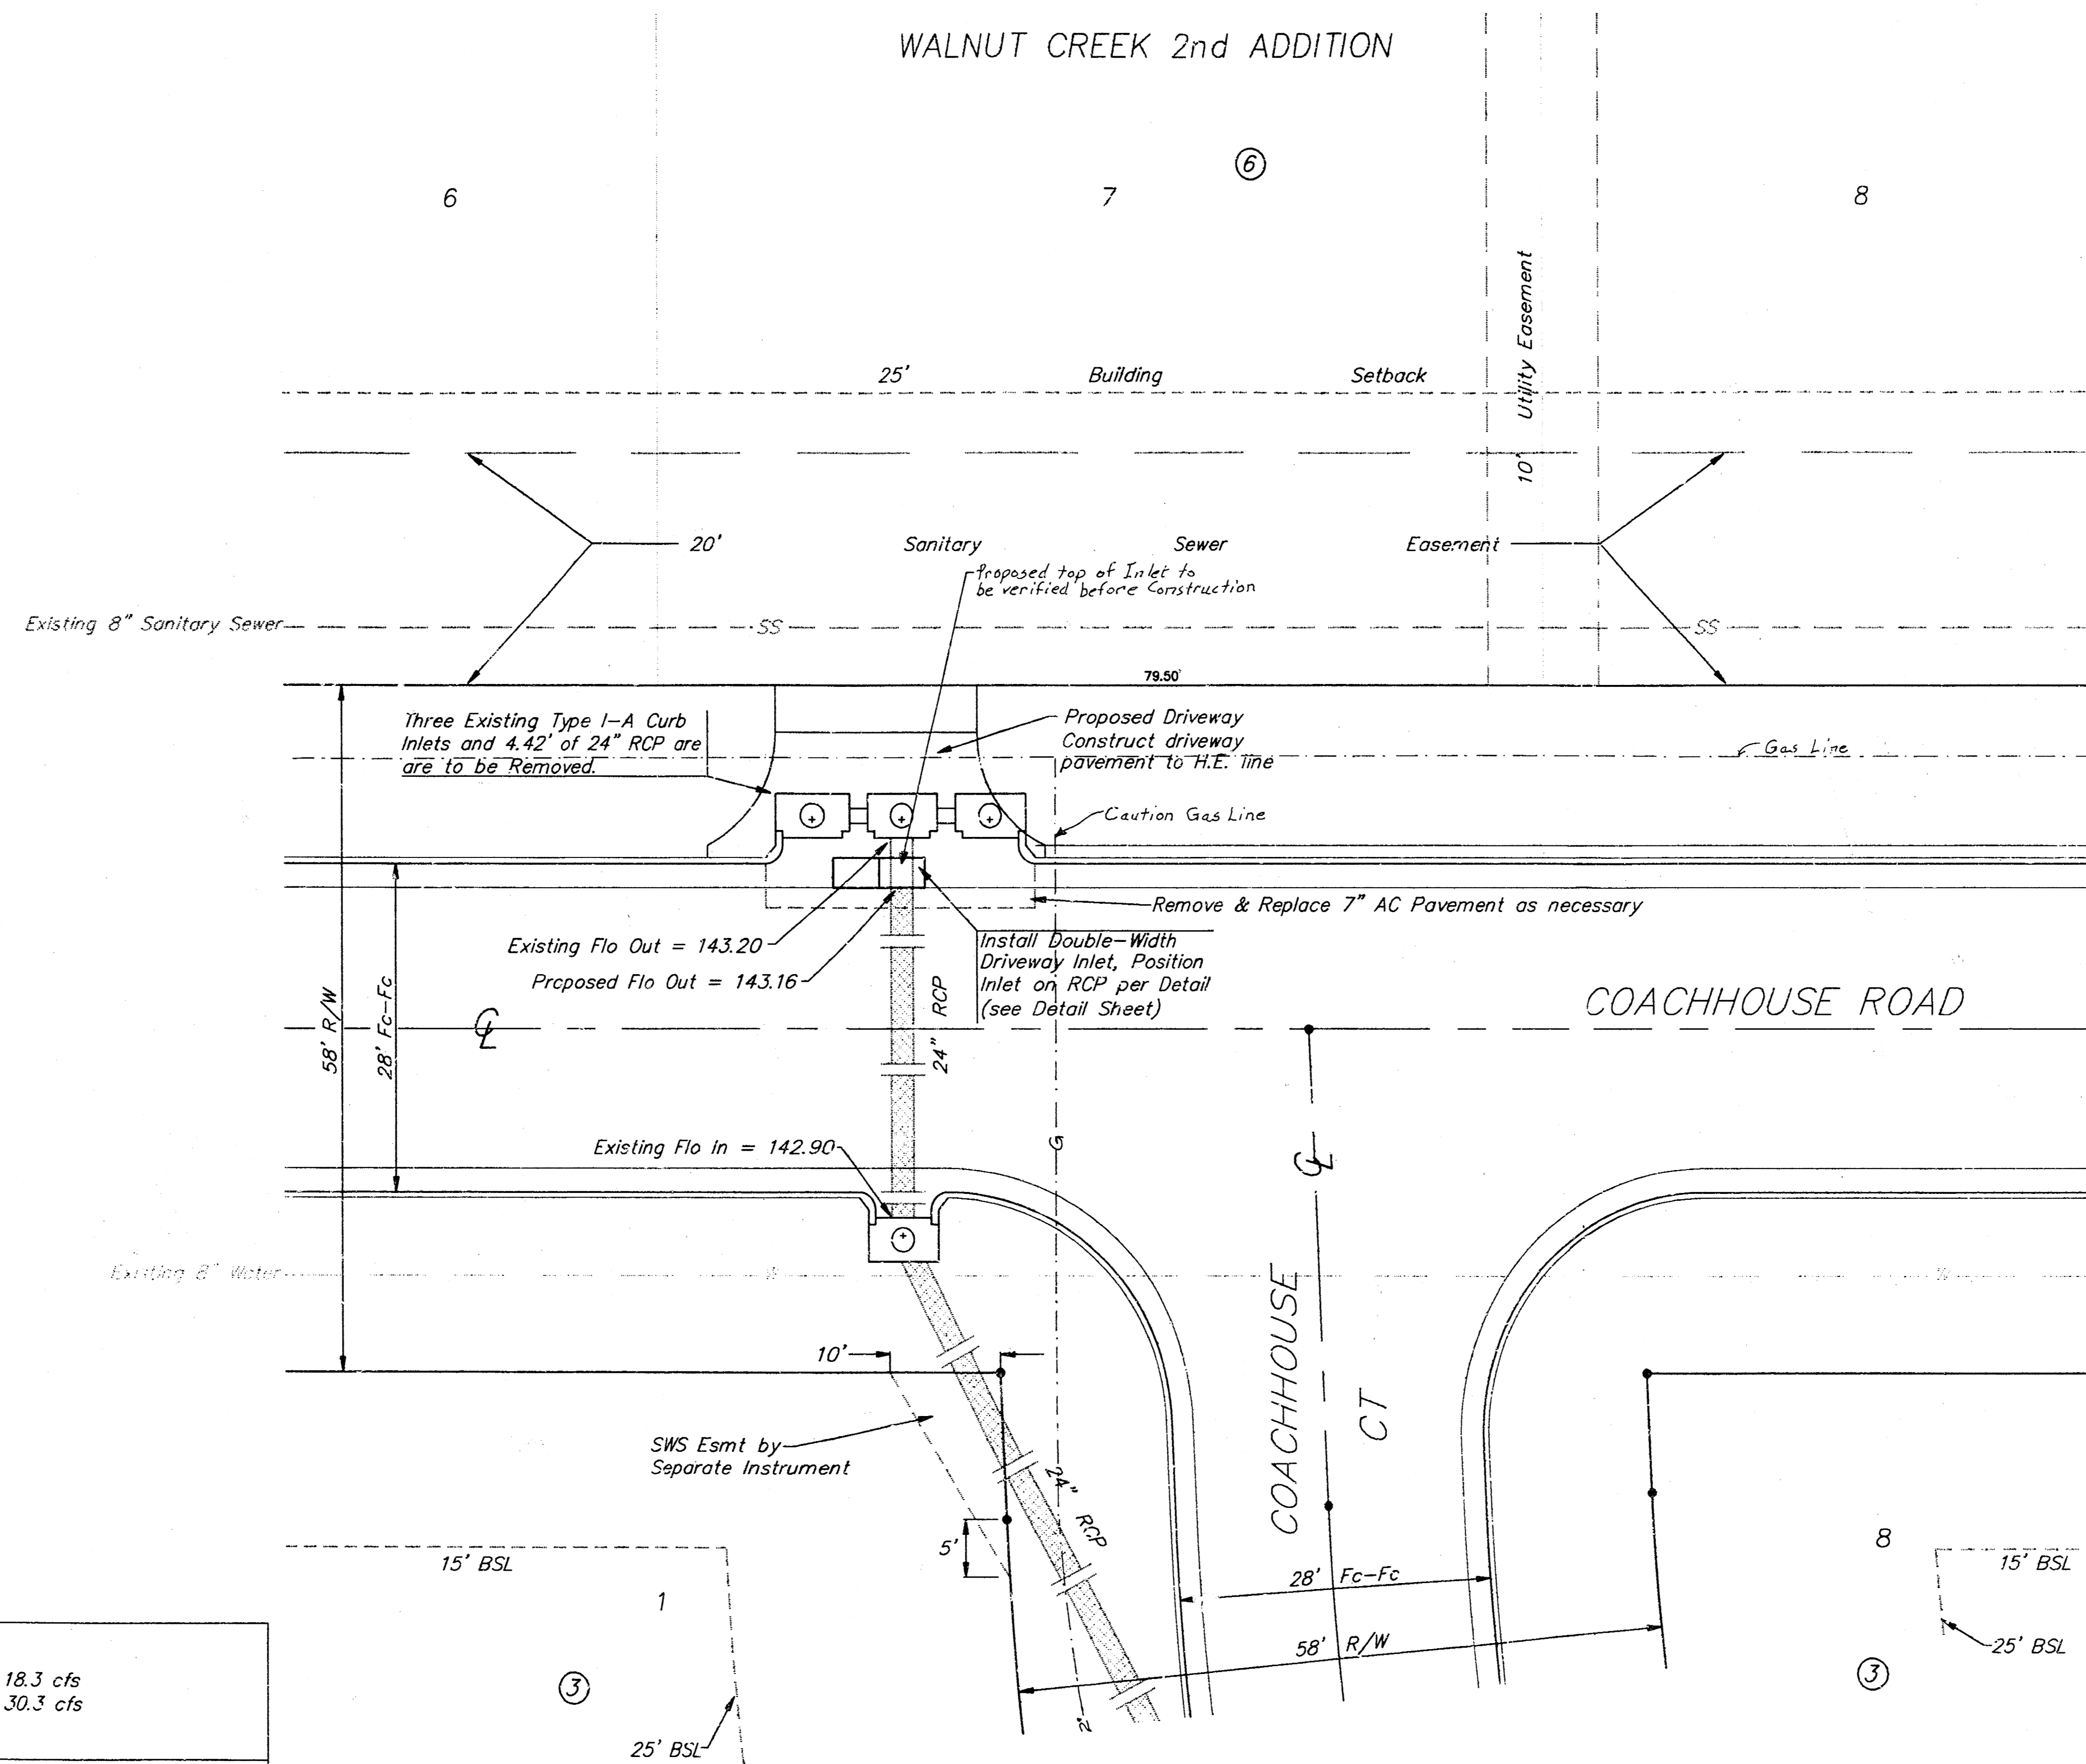 WALNUT CREEK 2nd ADDITION
6
6
7
8
10' Utility Easement
25' Building Setback
20' Sanitary Sewer Easement
Proposed top of Inlet to
be verified before Construction
Existing 8" Sanitary Sewer
SS
SS
79.50'
Three Existing Type I-A Curb
Inlets and 4.42' of 24" RCP are
are to be Removed.
Proposed Driveway
Construct driveway
pavement to H.E. line
Gas Line
Caution Gas Line
Remove & Replace 7" AC Pavement as necessary
Existing Flo Out = 143.20
Proposed Flo Out = 143.16
Install Double-Width
Driveway Inlet, Position
Inlet on RCP per Detail
(see Detail Sheet)
58' R/W
28' Fc-Fc
24" RCP
COACHHOUSE ROAD
CL
Existing Flo In = 142.90
G
CL
Existing 8" Water
W
W
10'
COACHHOUSE
CT
SWS Esmt by
Separate Instrument
24" RCP
5'
15' BSL
1
28' Fc-Fc
58' R/W
8
15' BSL
25' BSL
18.3 cfs
30.3 cfs
3
3
2"
25' BSL